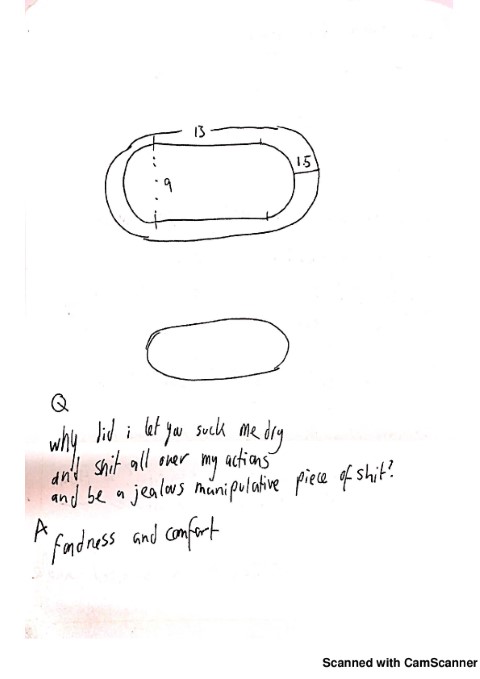 13
1.5
9
Q
why did i let you suck me dry
and shit all over my actions
and be a jealous manipulative piece of shit?
A
fondness and comfort
Scanned with CamScanner